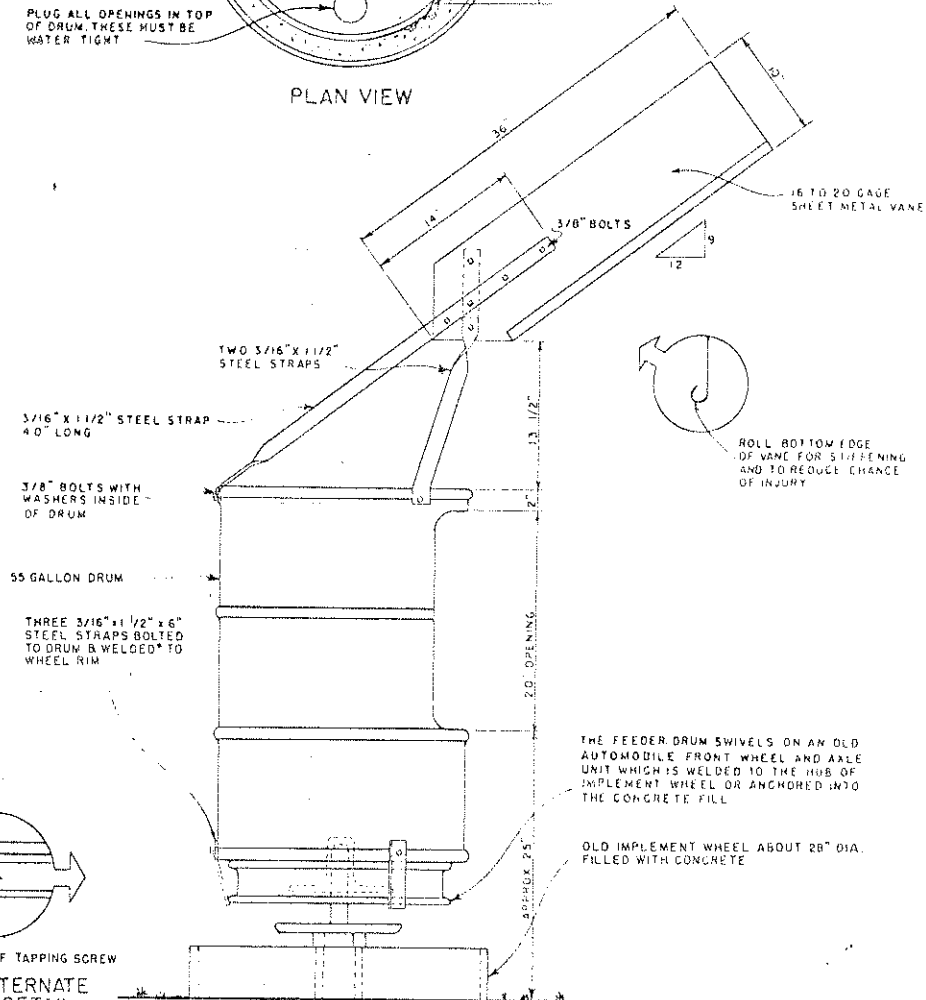 PLUG ALL OPENINGS IN TOP
OF DRUM. THESE MUST BE
WATER TIGHT
PLAN VIEW
36"
12"
14"
3/8" BOLTS
16 TO 20 GAGE
SHEET METAL VANE
9
12
TWO 3/16" X 1 1/2"
STEEL STRAPS
3/16" X 1 1/2" STEEL STRAP
40" LONG
13 1/2"
ROLL BOTTOM EDGE
OF VANE FOR STIFFENING
AND TO REDUCE CHANCE
OF INJURY
3/8" BOLTS WITH
WASHERS INSIDE
OF DRUM
2"
55 GALLON DRUM
THREE 3/16" x 1 1/2" x 6"
STEEL STRAPS BOLTED
TO DRUM & WELDED* TO
WHEEL RIM
20" OPENING
THE FEEDER DRUM SWIVELS ON AN OLD
AUTOMOBILE FRONT WHEEL AND AXLE
UNIT WHICH IS WELDED TO THE HUB OF
IMPLEMENT WHEEL OR ANCHORED INTO
THE CONCRETE FILL
OLD IMPLEMENT WHEEL ABOUT 28" DIA.
FILLED WITH CONCRETE
APPROX 25"
F TAPPING SCREW
TERNATE